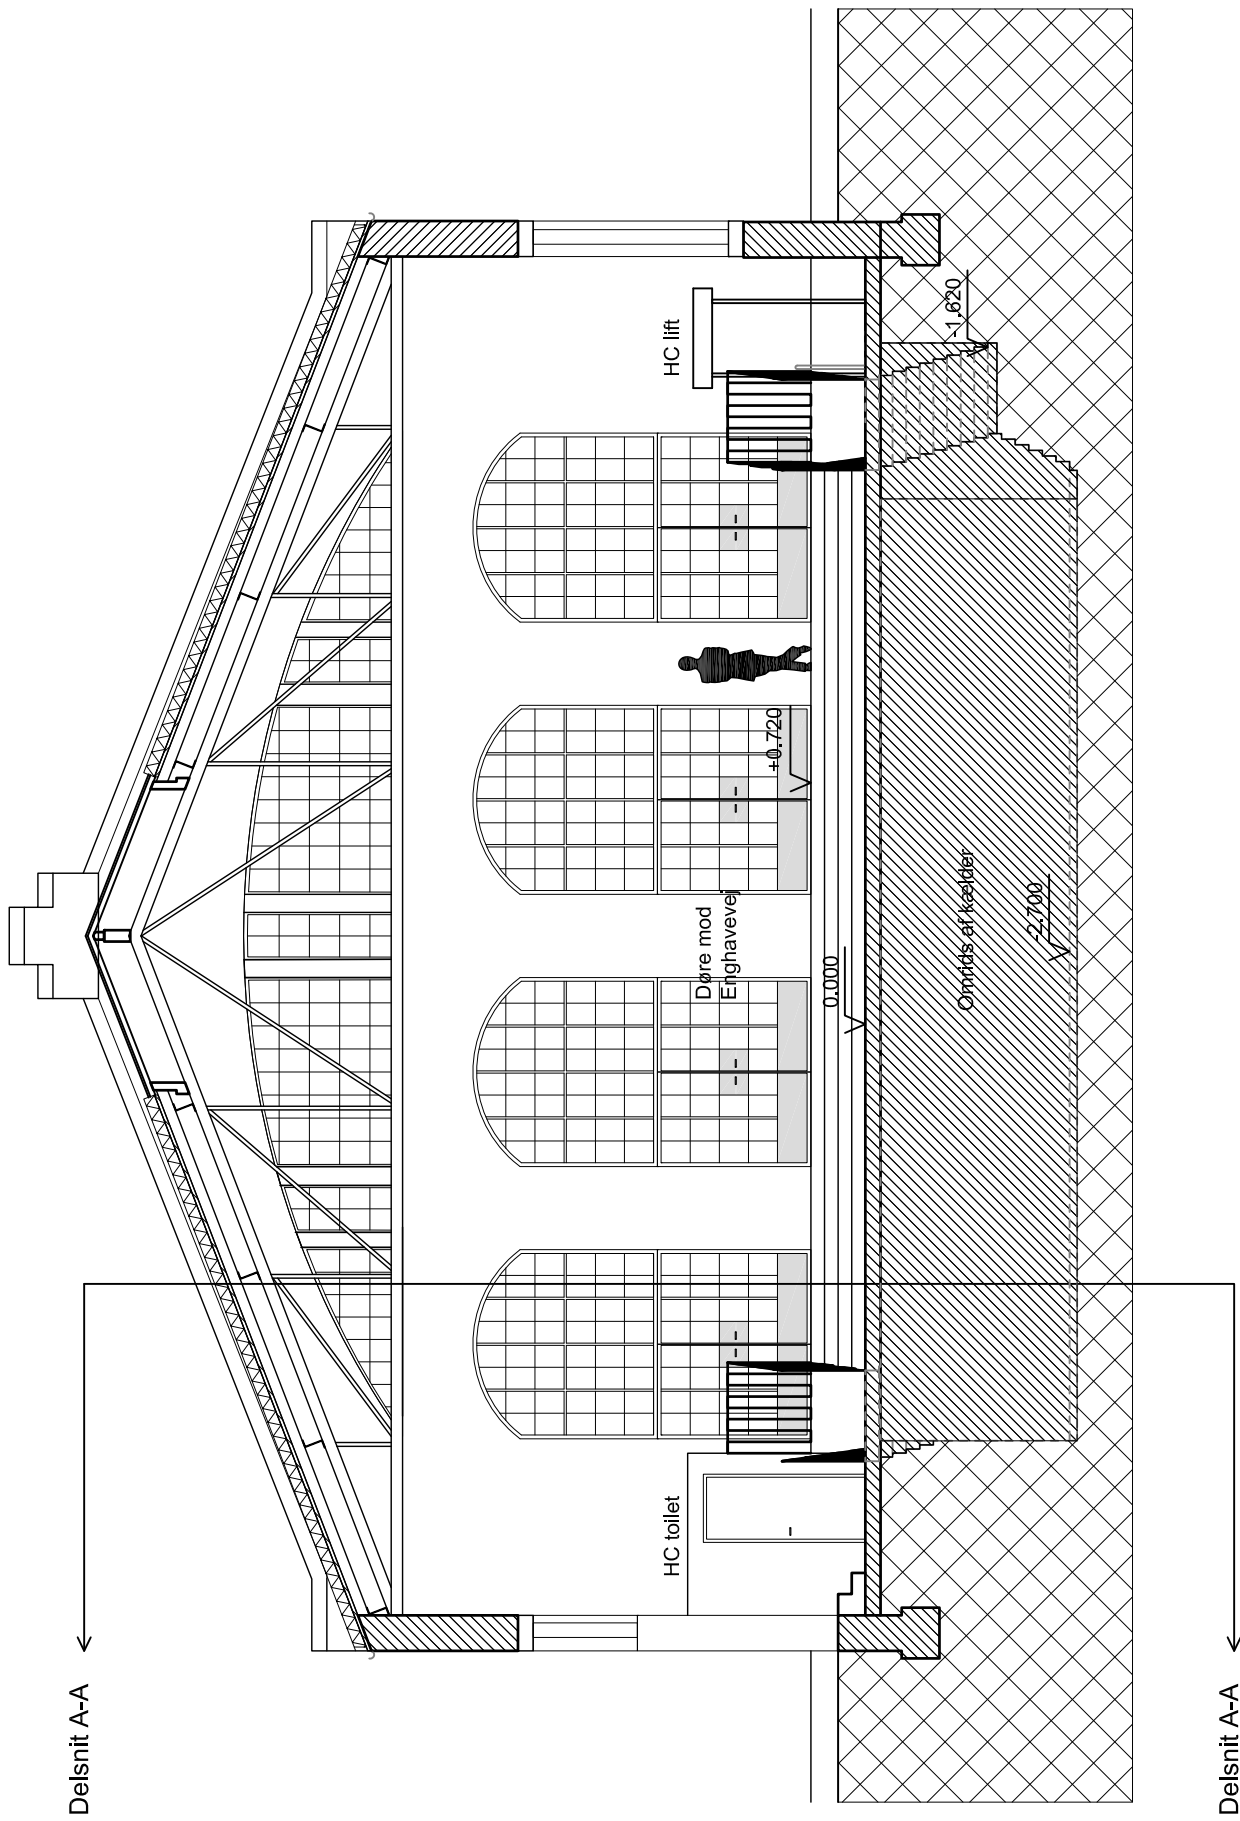 Delsnit A-A
HC toilet
HC lift
Døre mod
Enghavevej
+0.720
0.000
-1.620
Omrids af kælder
-2.700
Delsnit A-A